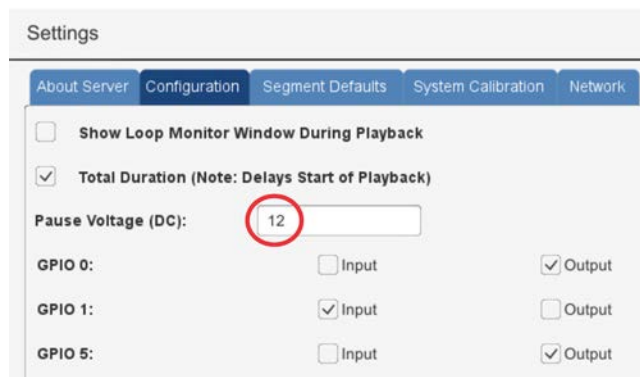 Settings
About Server Configuration Segment Defaults System Calibration Network
Show Loop Monitor Window During Playback
Total Duration (Note: Delays Start of Playback)
Pause Voltage (DC): 12
GPIO 0: Input Output
GPIO 1: Input Output
GPIO 5: Input Output